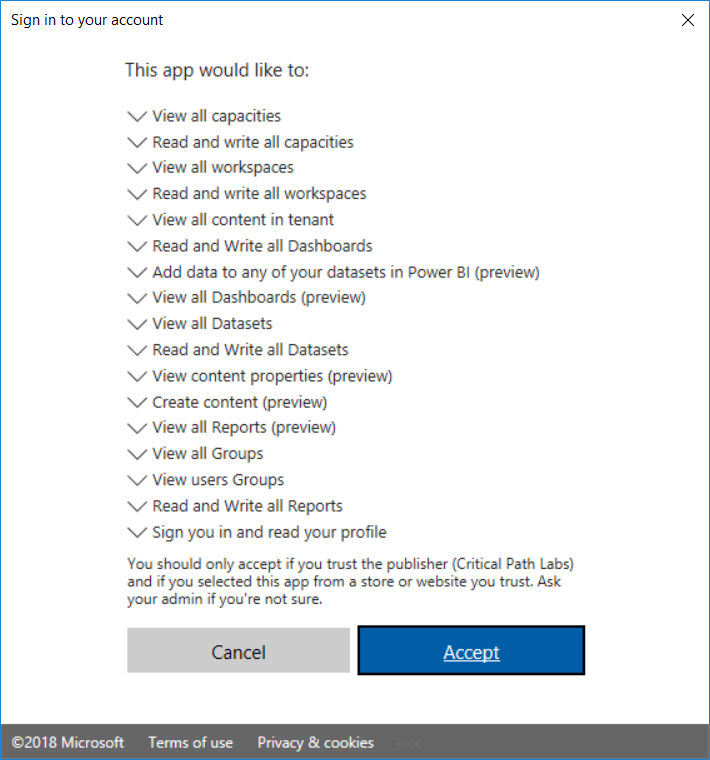 Sign in to your account
This app would like to:
View all capacities
Read and write all capacities
View all workspaces
Read and write all workspaces
View all content in tenant
Read and Write all Dashboards
Add data to any of your datasets in Power BI (preview)
View all Dashboards (preview)
View all Datasets
Read and Write all Datasets
View content properties (preview)
Create content (preview)
View all Reports (preview)
View all Groups
View users Groups
Read and Write all Reports
Sign you in and read your profile
You should only accept if you trust the publisher (Critical Path Labs)
and if you selected this app from a store or website you trust. Ask
your admin if you're not sure.
Cancel Accept
©2018 Microsoft Terms of use Privacy & cookies ...